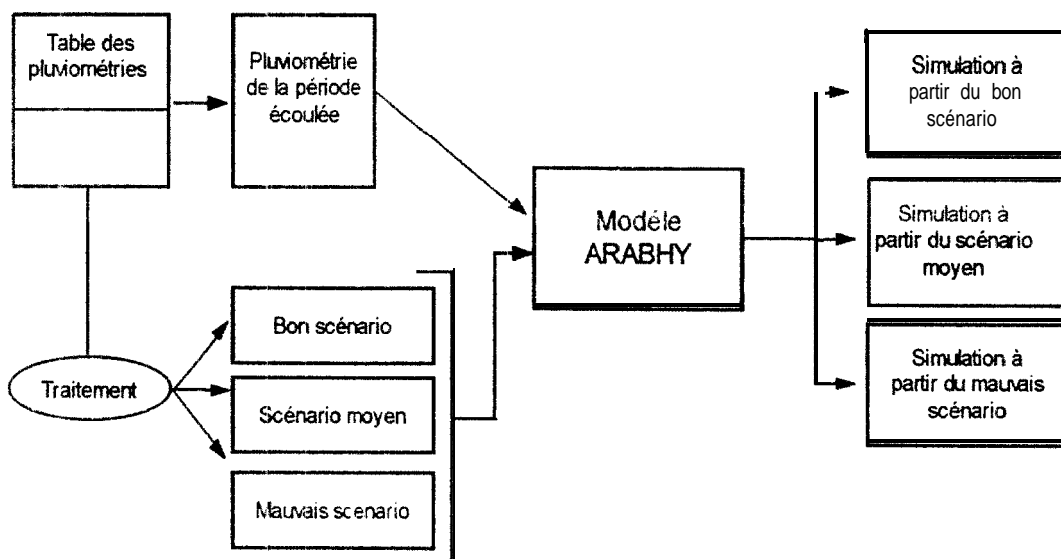 Table des
pluviométries
Pluviométrie
de la période
écoulée
Modéle
ARABHY
Simulation à
partir du bon
scénario
Simulation à
partir du scénario
moyen
Simulation à
partir du mauvais
scénario
Traitement
Bon scénario
Scénario moyen
Mauvais scenario